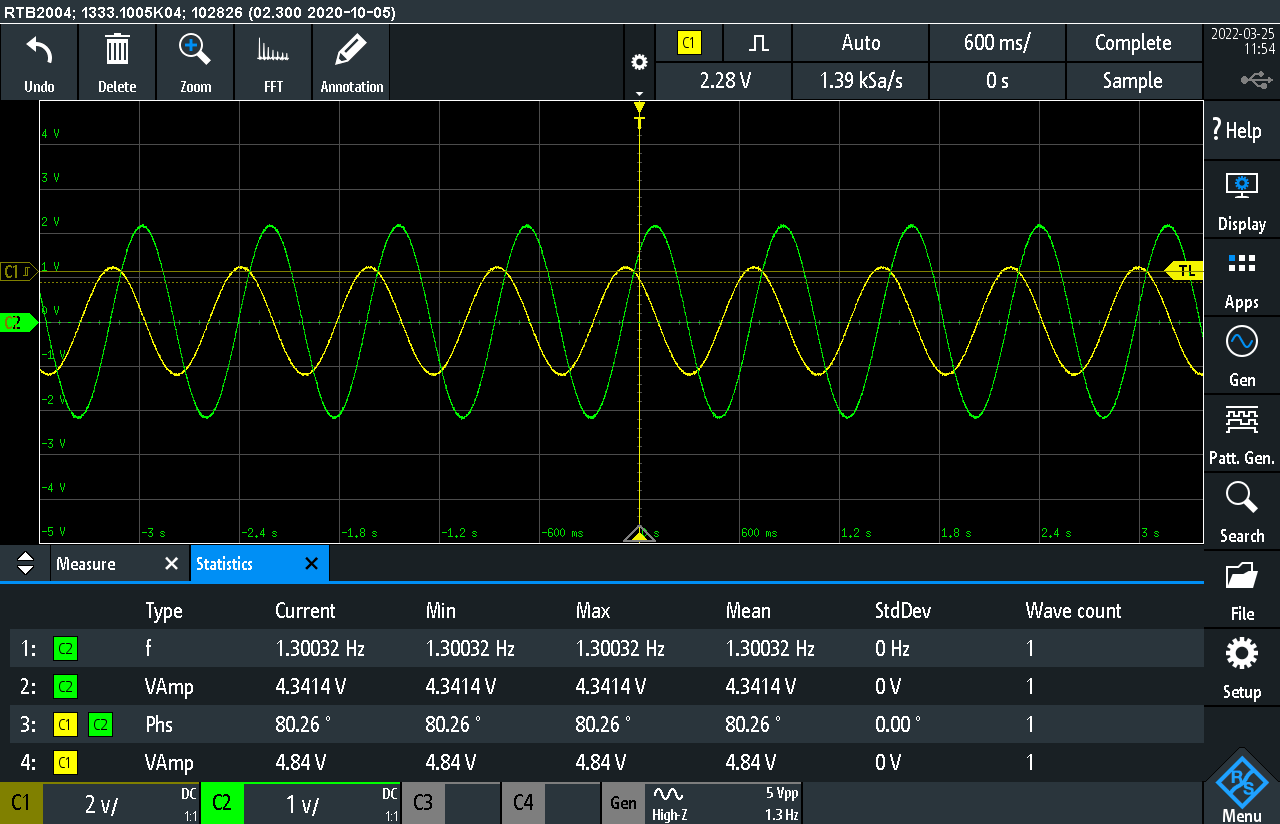 RTB2004; 1333.1005K04; 102826 (02.300 2020-10-05)
Undo
Delete
Zoom
FFT
Annotation
C1
Auto
600 ms/
Complete
2.28 V
1.39 kSa/s
0 s
Sample
2022-03-25
11:54
? Help
Display
Apps
Gen
Patt. Gen.
Search
File
Setup
R&S
Menu
T
4 V
3 V
2 V
1 V
0 V
-1 V
-2 V
-3 V
-4 V
-5 V
C1
C2
TL
-3 s
-2.4 s
-1.8 s
-1.2 s
-600 ms
s
600 ms
1.2 s
1.8 s
2.4 s
3 s
Measure
Statistics
Type Current Min Max Mean StdDev Wave count
1: C2 f 1.30032 Hz 1.30032 Hz 1.30032 Hz 1.30032 Hz 0 Hz 1
2: C2 VAmp 4.3414 V 4.3414 V 4.3414 V 4.3414 V 0 V 1
3: C1 C2 Phs 80.26 ° 80.26 ° 80.26 ° 80.26 ° 0.00 ° 1
4: C1 VAmp 4.84 V 4.84 V 4.84 V 4.84 V 0 V 1
C1 2 V/ DC 1:1
C2 1 V/ DC 1:1
C3
C4
Gen High-Z 5 Vpp 1.3 Hz